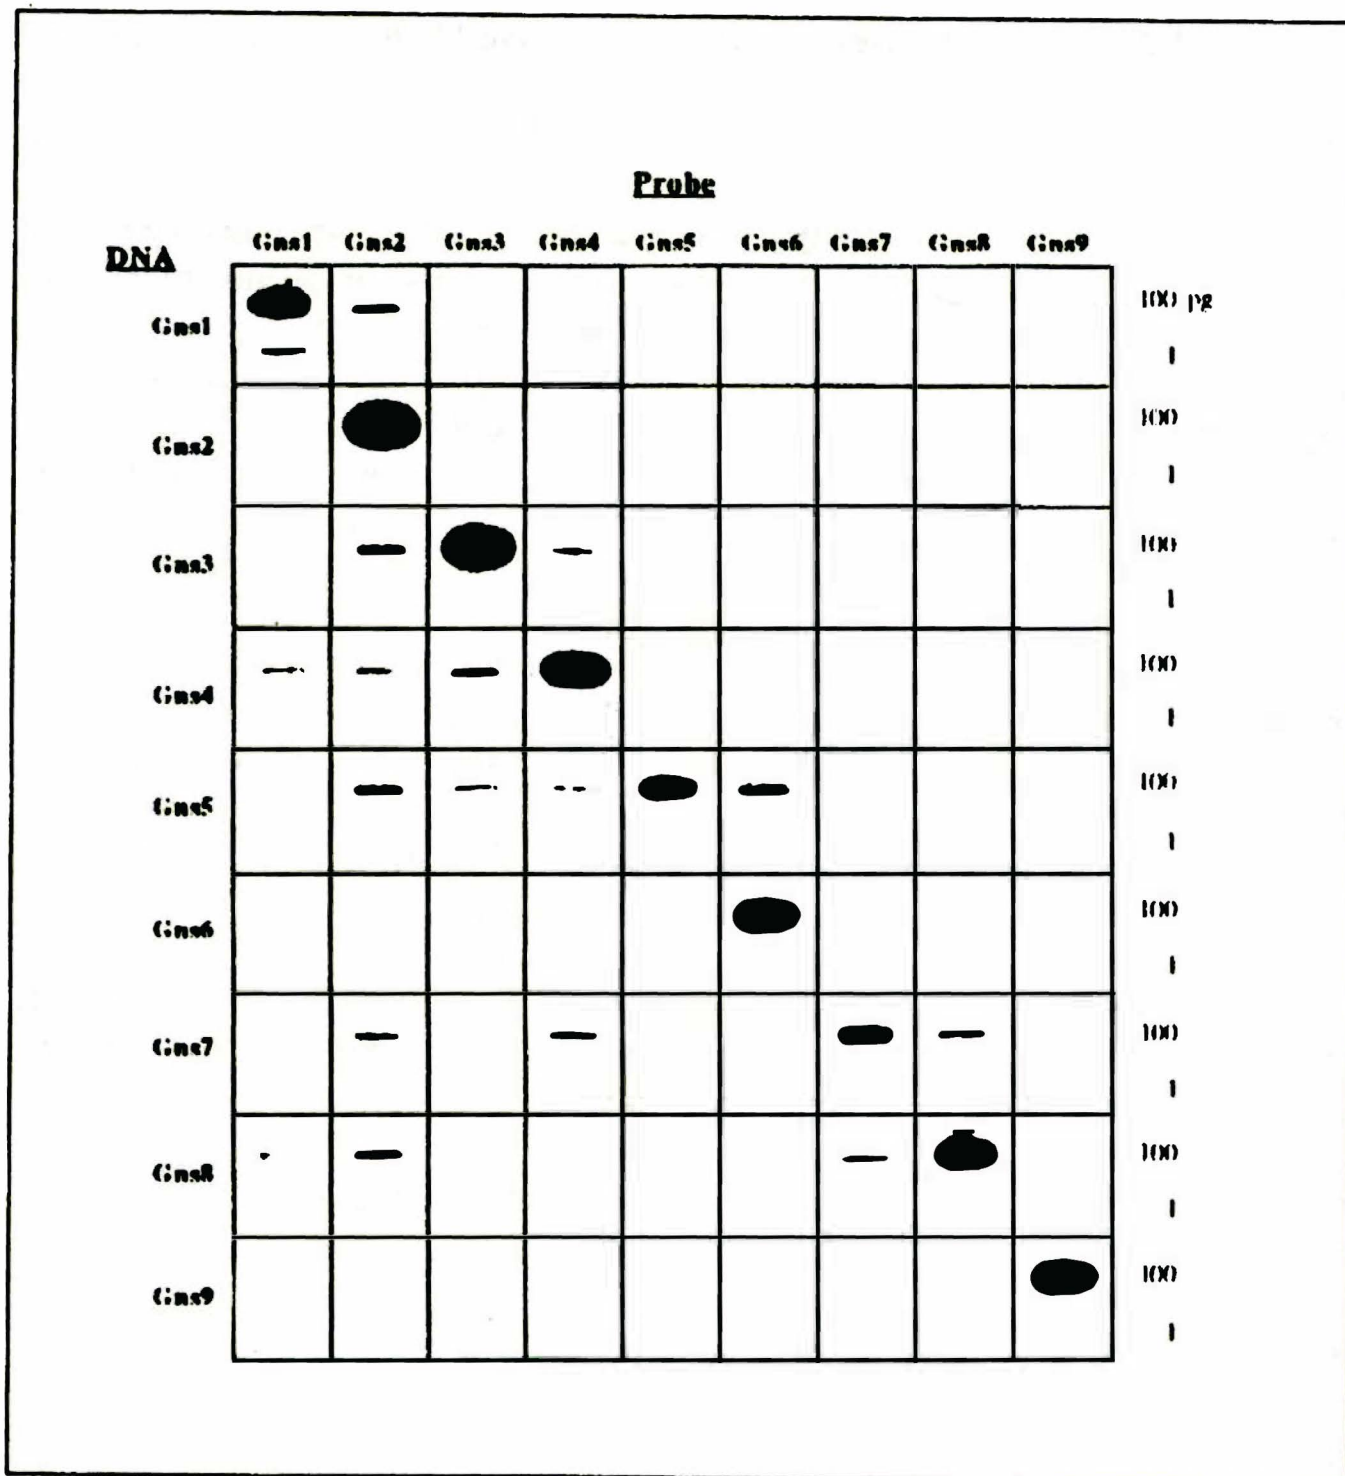 Probe
DNA Gns1 Gns2 Gns3 Gns4 Gns5 Gns6 Gns7 Gns8 Gns9
Gns1 100 pg
1
Gns2 100
1
Gns3 100
1
Gns4 100
1
Gns5 100
1
Gns6 100
1
Gns7 100
1
Gns8 100
1
Gns9 100
1